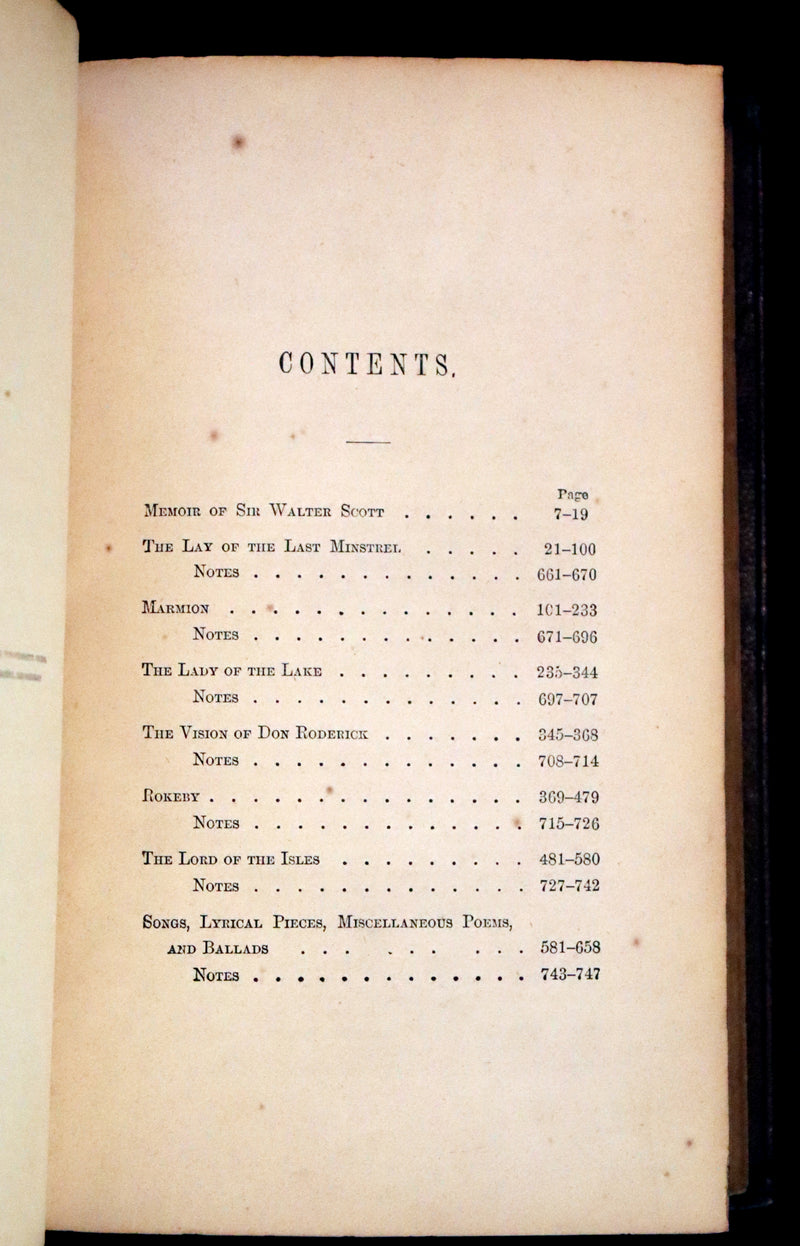 CONTENTS.
Page
Memoir of Sir Walter Scott . . . . . . 7–19
The Lay of the Last Minstrel . . . . . 21–100
Notes . . . . . . . . . . . . . 661–670
Marmion . . . . . . . . . . . . . . 101–233
Notes . . . . . . . . . . . . . 671–696
The Lady of the Lake . . . . . . . . . 235–344
Notes . . . . . . . . . . . . . 697–707
The Vision of Don Roderick . . . . . . . 345–368
Notes . . . . . . . . . . . . . 708–714
Rokeby . . . . . . . . . . . . . . . 369–479
Notes . . . . . . . . . . . . . 715–726
The Lord of the Isles . . . . . . . . . 481–580
Notes . . . . . . . . . . . . . 727–742
Songs, Lyrical Pieces, Miscellaneous Poems,
and Ballads . . . . . . . . . 581–658
Notes . . . . . . . . . . . . . 743–747